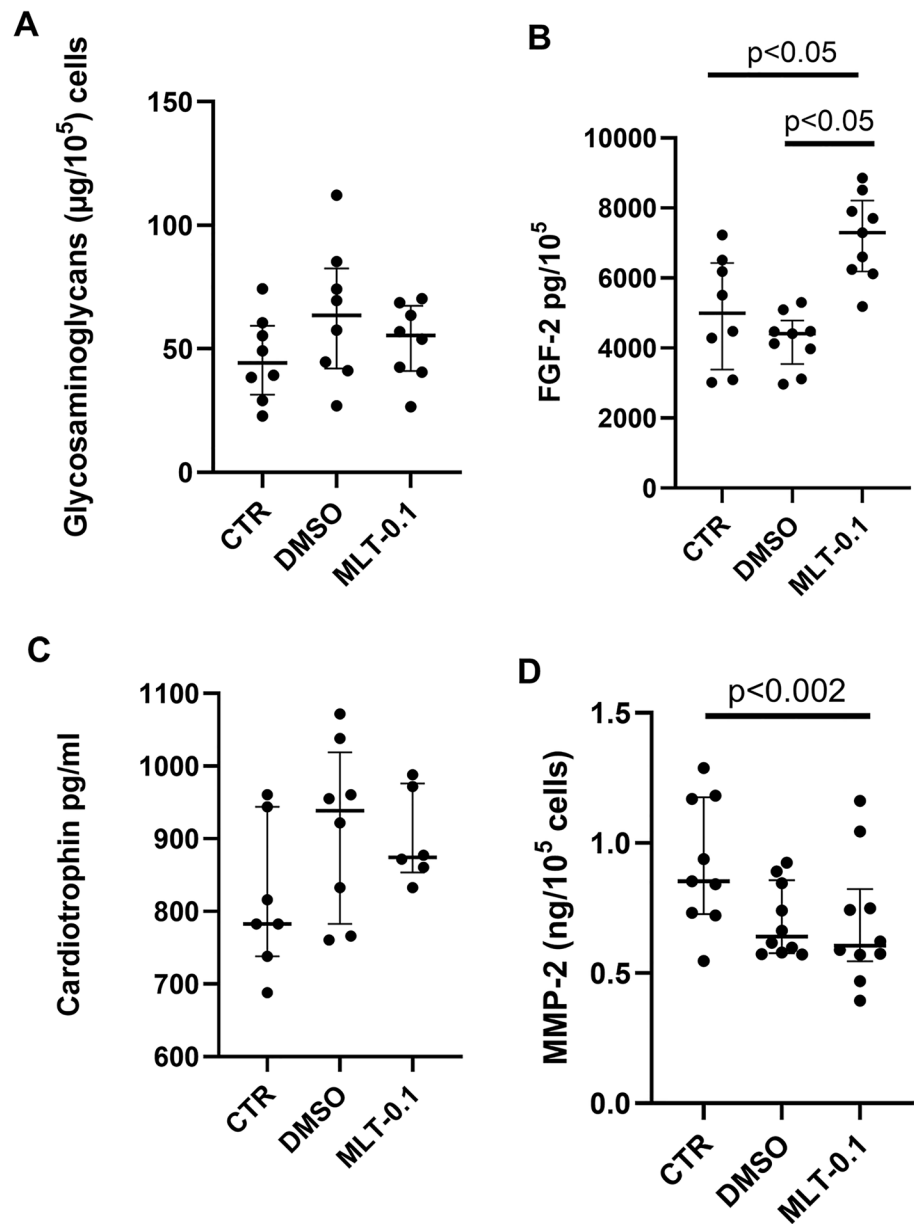 A
Glycosaminoglycans (μg/10⁵) cells
150
100
50
0
CTR
DMSO
MLT-0.1
B
p<0.05
p<0.05
FGF-2 pg/10⁵
10000
8000
6000
4000
2000
0
CTR
DMSO
MLT-0.1
C
Cardiotrophin pg/ml
1100
1000
900
800
700
600
CTR
DMSO
MLT-0.1
D
p<0.002
MMP-2 (ng/10⁵ cells)
1.5
1.0
0.5
0.0
CTR
DMSO
MLT-0.1